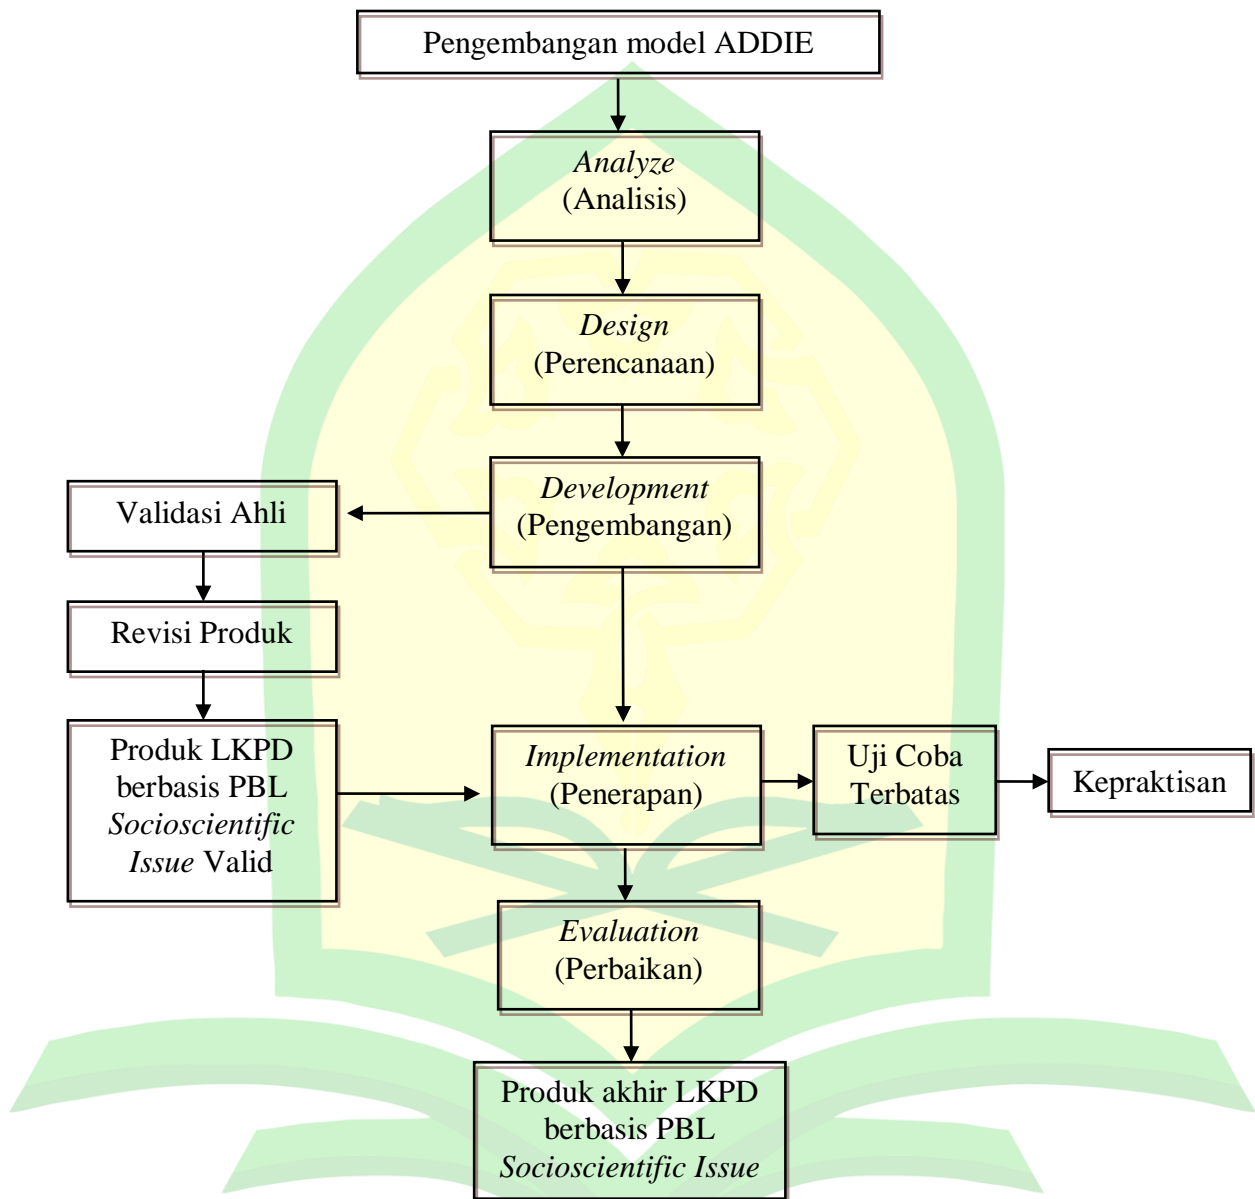 Pengembangan model ADDIE
Analyze
(Analisis)
Design
(Perencanaan)
Development
(Pengembangan)
Validasi Ahli
Revisi Produk
Produk LKPD
berbasis PBL
Socioscientific
Issue Valid
Implementation
(Penerapan)
Uji Coba
Terbatas
Kepraktisan
Evaluation
(Perbaikan)
Produk akhir LKPD
berbasis PBL
Socioscientific Issue